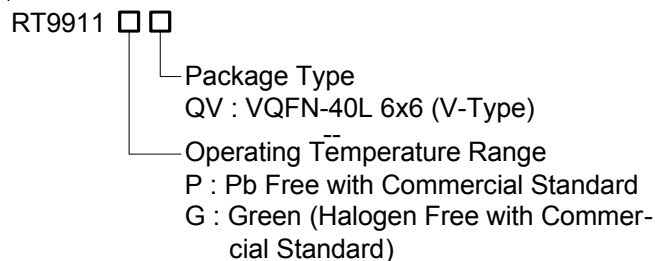 RT9911 □ □
Package Type
QV : VQFN-40L 6x6 (V-Type)
--
Operating Temperature Range
P : Pb Free with Commercial Standard
G : Green (Halogen Free with Commer-
cial Standard)